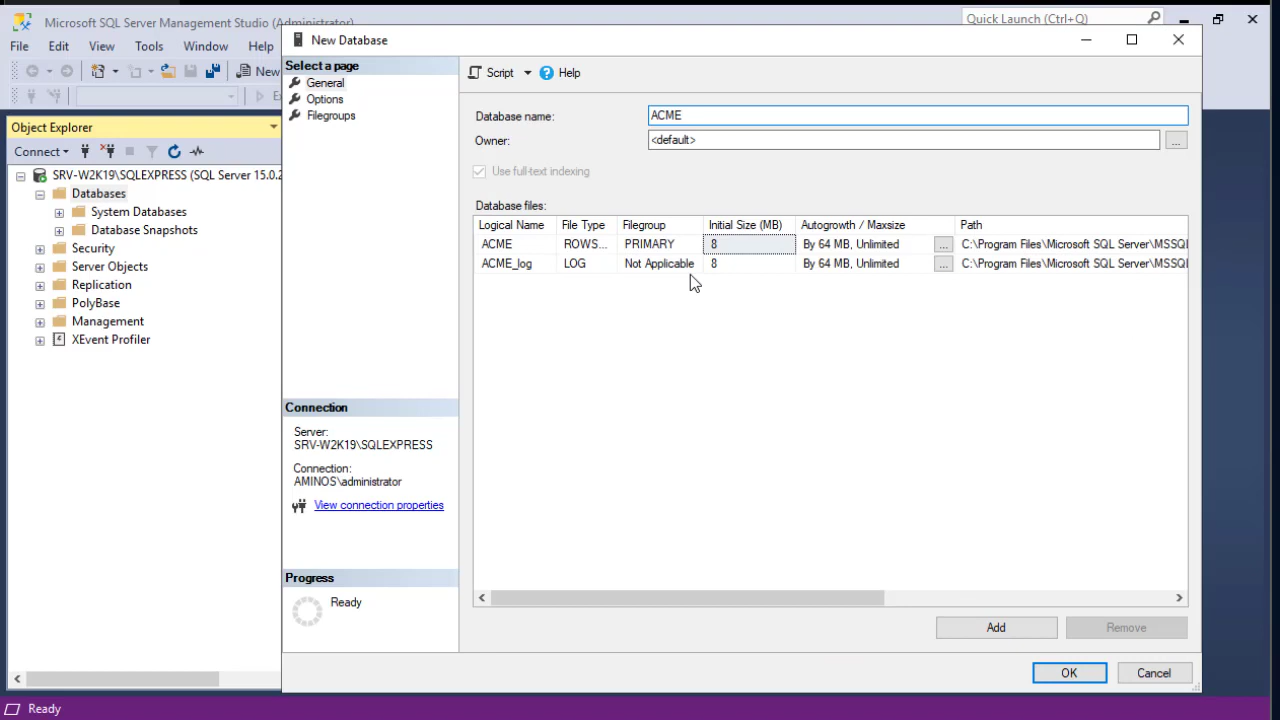 Microsoft SQL Server Management Studio (Administrator)
Quick Launch (Ctrl+Q)
File Edit View Tools Window Help
New
Object Explorer
Connect
SRV-W2K19\SQLEXPRESS (SQL Server 15.0.2
Databases
System Databases
Database Snapshots
Security
Server Objects
Replication
PolyBase
Management
XEvent Profiler
New Database
Select a page
General
Options
Filegroups
Connection
Server:
SRV-W2K19\SQLEXPRESS
Connection:
AMINOS\administrator
View connection properties
Progress
Ready
Script Help
Database name: ACME
Owner: <default> ...
Use full-text indexing
Database files:
Logical Name File Type Filegroup Initial Size (MB) Autogrowth / Maxsize Path
ACME ROWS... PRIMARY 8 By 64 MB, Unlimited ... C:\Program Files\Microsoft SQL Server\MSSQL
ACME_log LOG Not Applicable 8 By 64 MB, Unlimited ... C:\Program Files\Microsoft SQL Server\MSSQL
Add Remove
OK Cancel
Ready